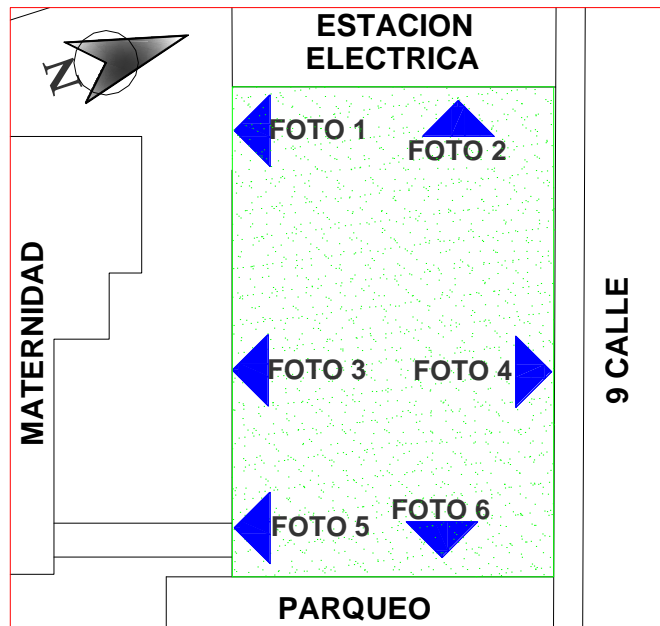 ESTACION
ELECTRICA
N
FOTO 1
FOTO 2
MATERNIDAD
FOTO 3
FOTO 4
9 CALLE
FOTO 5
FOTO 6
PARQUEO